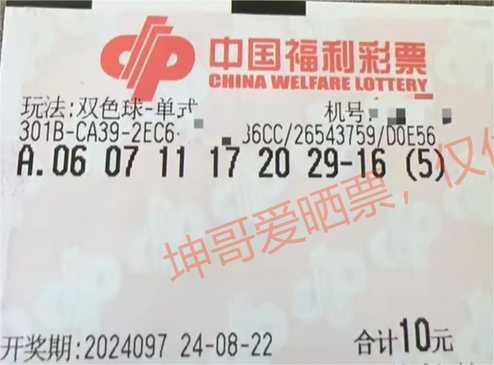 中国福利彩票
CHINA WELFARE LOTTERY
玩法:双色球-单式
机号:
301B-CA39-2EC6- 86CC/26543759/D0E56
A. 06 07 11 17 20 29-16 (5)
坤哥爱晒票,仅
开奖期:2024097 24-08-22
合计10元